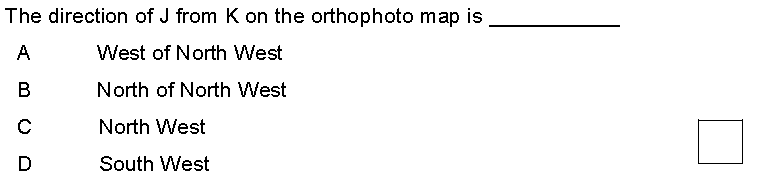 The direction of J from K on the orthophoto map is ___________
A West of North West
B North of North West
C North West
D South West